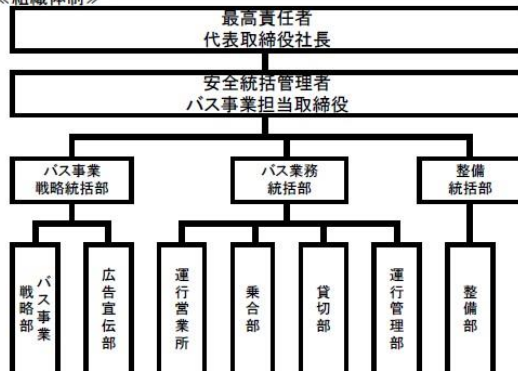 ≪組織体制≫
最高責任者
代表取締役社長
安全統括管理者
バス事業担当取締役
バス事業
戦略統括部
バス業務
統括部
整備
統括部
バス事業
戦略部
広告宣伝部
運行営業所
乗合部
貸切部
運行管理部
整備部